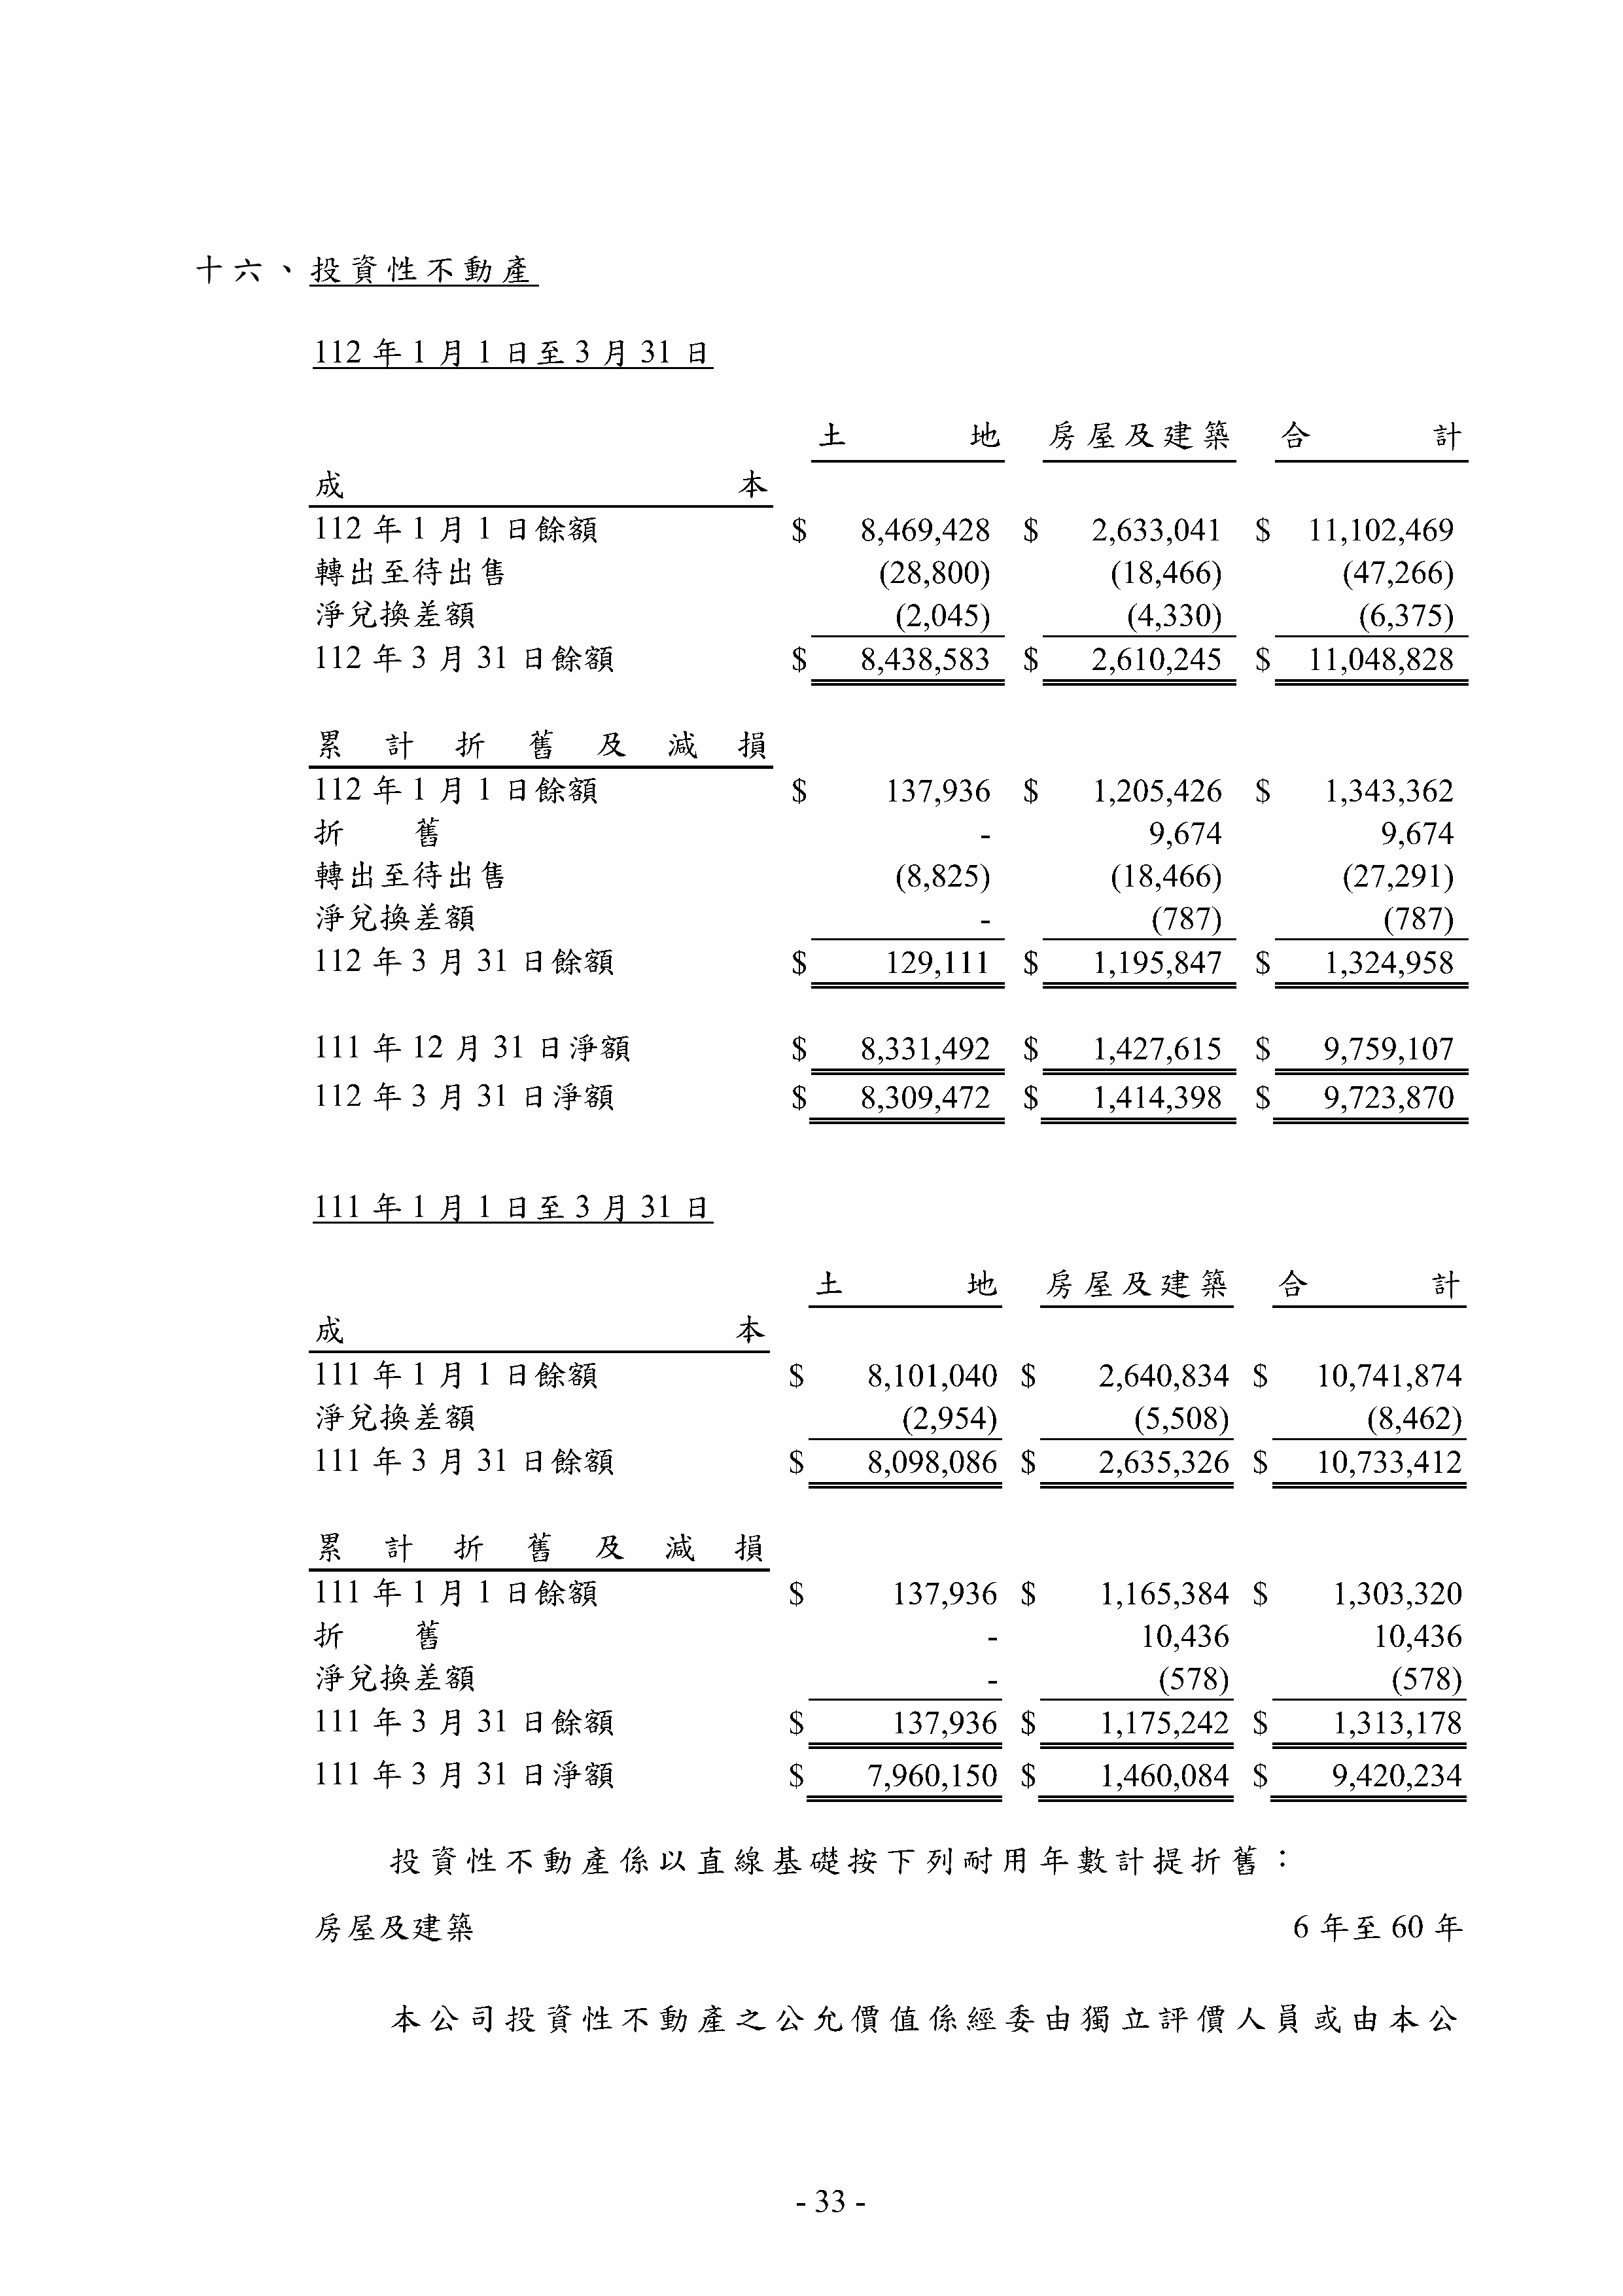 十六、投資性不動產
112 年 1 月 1 日至 3 月 31 日
土地 房屋及建築 合計
成本
112 年 1 月 1 日餘額 $ 8,469,428 $ 2,633,041 $ 11,102,469
轉出至待出售 (28,800) (18,466) (47,266)
淨兌換差額 (2,045) (4,330) (6,375)
112 年 3 月 31 日餘額 $ 8,438,583 $ 2,610,245 $ 11,048,828
累計折舊及減損
112 年 1 月 1 日餘額 $ 137,936 $ 1,205,426 $ 1,343,362
折舊 - 9,674 9,674
轉出至待出售 (8,825) (18,466) (27,291)
淨兌換差額 - (787) (787)
112 年 3 月 31 日餘額 $ 129,111 $ 1,195,847 $ 1,324,958
111 年 12 月 31 日淨額 $ 8,331,492 $ 1,427,615 $ 9,759,107
112 年 3 月 31 日淨額 $ 8,309,472 $ 1,414,398 $ 9,723,870
111 年 1 月 1 日至 3 月 31 日
土地 房屋及建築 合計
成本
111 年 1 月 1 日餘額 $ 8,101,040 $ 2,640,834 $ 10,741,874
淨兌換差額 (2,954) (5,508) (8,462)
111 年 3 月 31 日餘額 $ 8,098,086 $ 2,635,326 $ 10,733,412
累計折舊及減損
111 年 1 月 1 日餘額 $ 137,936 $ 1,165,384 $ 1,303,320
折舊 - 10,436 10,436
淨兌換差額 - (578) (578)
111 年 3 月 31 日餘額 $ 137,936 $ 1,175,242 $ 1,313,178
111 年 3 月 31 日淨額 $ 7,960,150 $ 1,460,084 $ 9,420,234
投資性不動產係以直線基礎按下列耐用年數計提折舊：
房屋及建築 6 年至 60 年
本公司投資性不動產之公允價值係經委由獨立評價人員或由本公
- 33 -